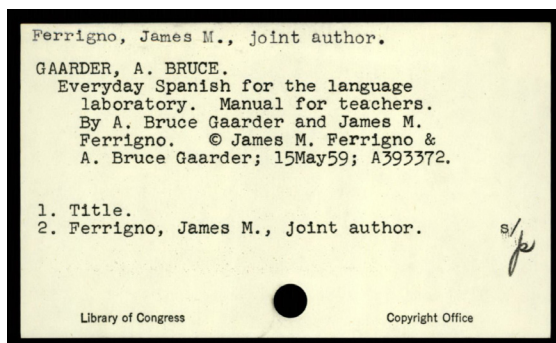 Ferrigno, James M., joint author.
GAARDER, A. BRUCE.
Everyday Spanish for the language
laboratory. Manual for teachers.
By A. Bruce Gaarder and James M.
Ferrigno. © James M. Ferrigno &
A. Bruce Gaarder; 15May59; A393372.
1. Title.
2. Ferrigno, James M., joint author.
s/p
Library of Congress Copyright Office